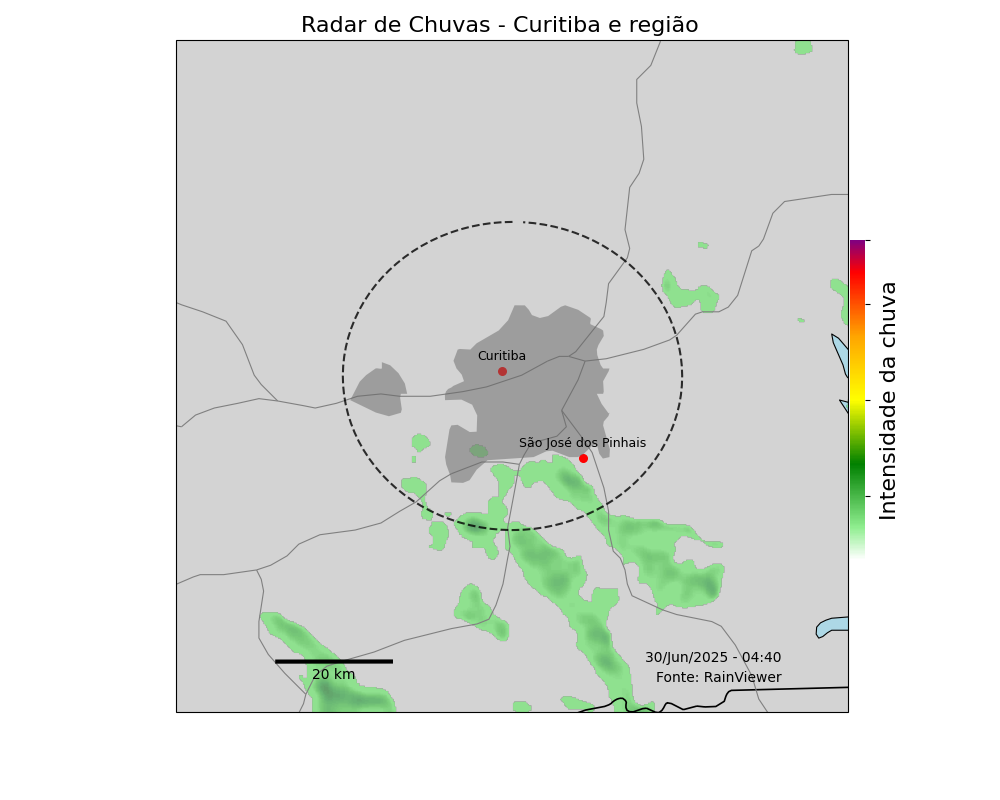 Radar de Chuvas - Curitiba e região
Curitiba
São José dos Pinhais
Intensidade da chuva
30/Jun/2025 - 04:40
20 km
Fonte: RainViewer